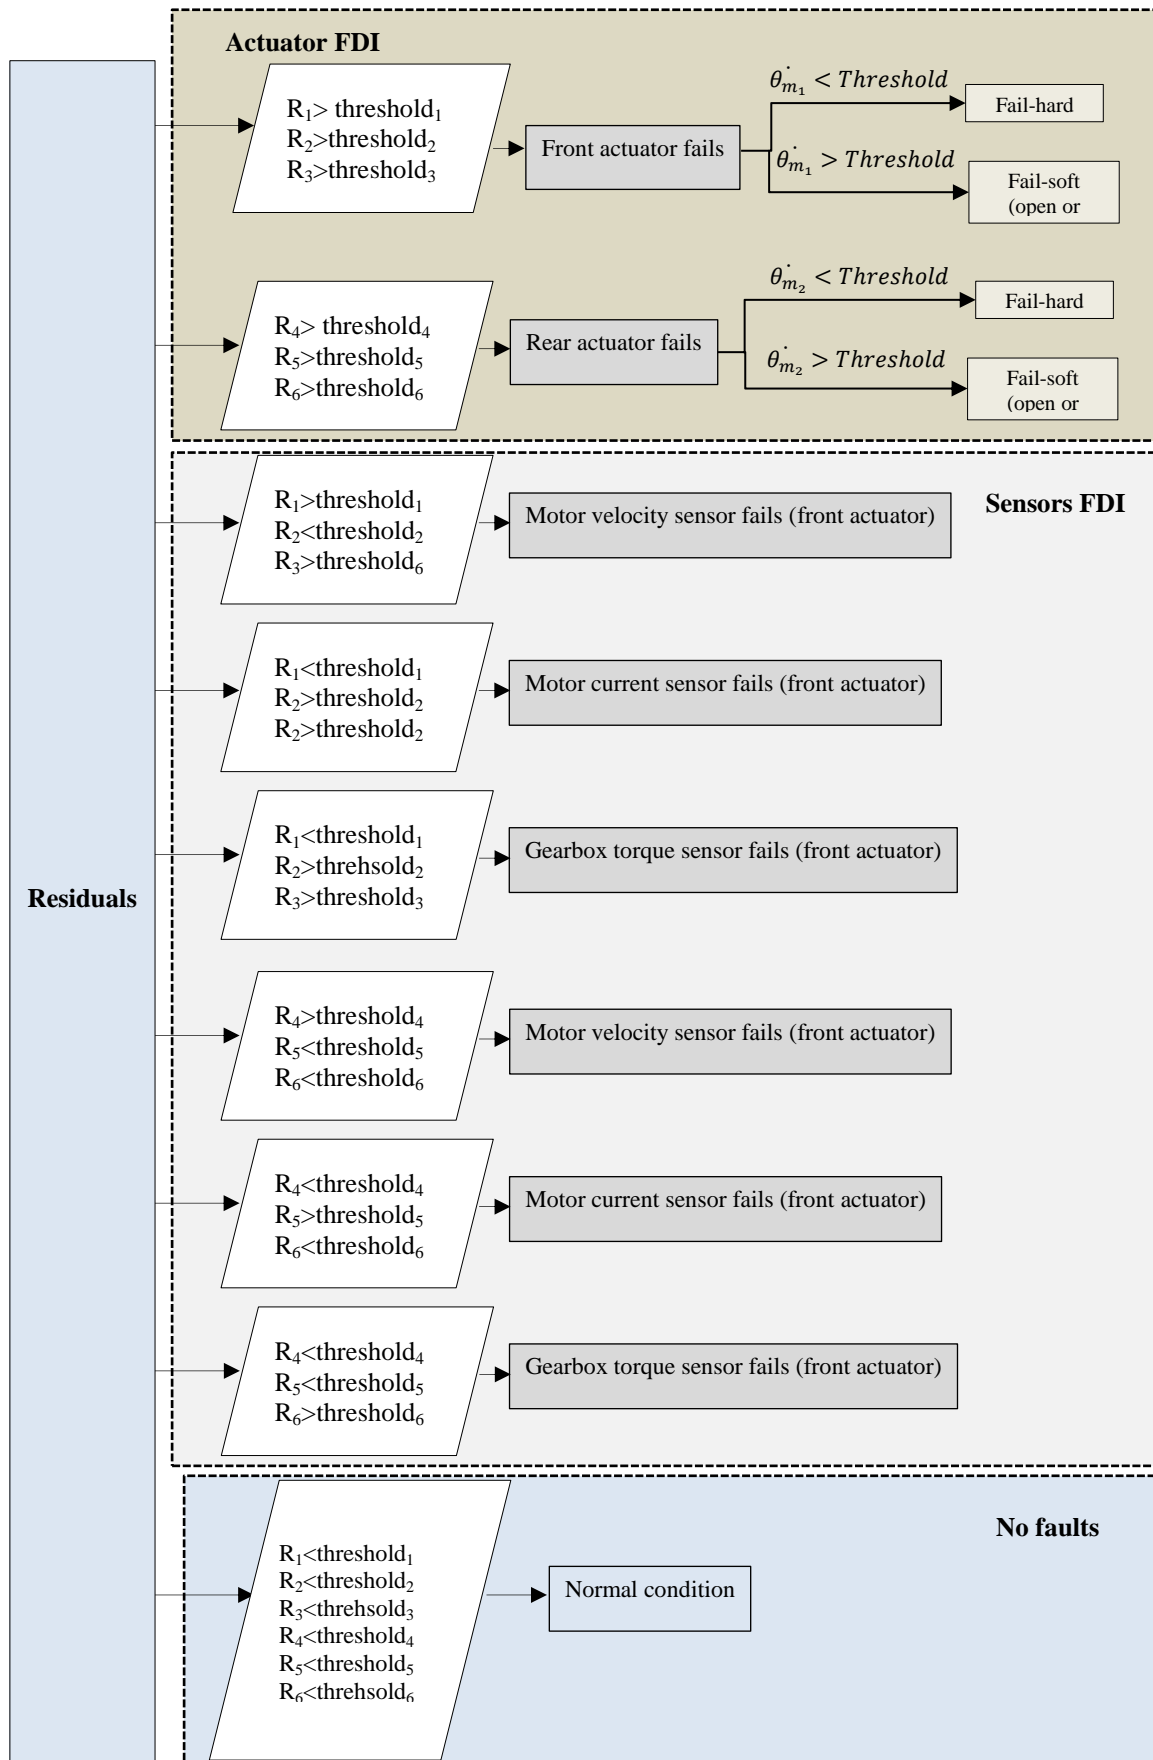 Actuator FDI
R₁> threshold₁
R₂>threshold₂
R₃>threshold₃
Front actuator fails
θ̇ₘ₁ < Threshold
Fail-hard
θ̇ₘ₁ > Threshold
Fail-soft
(open or
R₄> threshold₄
R₅>threshold₅
R₆>threshold₆
Rear actuator fails
θ̇ₘ₂ < Threshold
Fail-hard
θ̇ₘ₂ > Threshold
Fail-soft
(open or
Residuals
Sensors FDI
R₁>threshold₁
R₂<threshold₂
R₃>threshold₆
Motor velocity sensor fails (front actuator)
R₁<threshold₁
R₂>threshold₂
R₂>threshold₂
Motor current sensor fails (front actuator)
R₁<threshold₁
R₂>threhsold₂
R₃>threshold₃
Gearbox torque sensor fails (front actuator)
R₄>threshold₄
R₅<threshold₅
R₆<threshold₆
Motor velocity sensor fails (front actuator)
R₄<threshold₄
R₅>threshold₅
R₆<threshold₆
Motor current sensor fails (front actuator)
R₄<threshold₄
R₅<threshold₅
R₆>threshold₆
Gearbox torque sensor fails (front actuator)
No faults
R₁<threshold₁
R₂<threshold₂
R₃<threhsold₃
R₄<threshold₄
R₅<threshold₅
R₆<threhsold₆
Normal condition